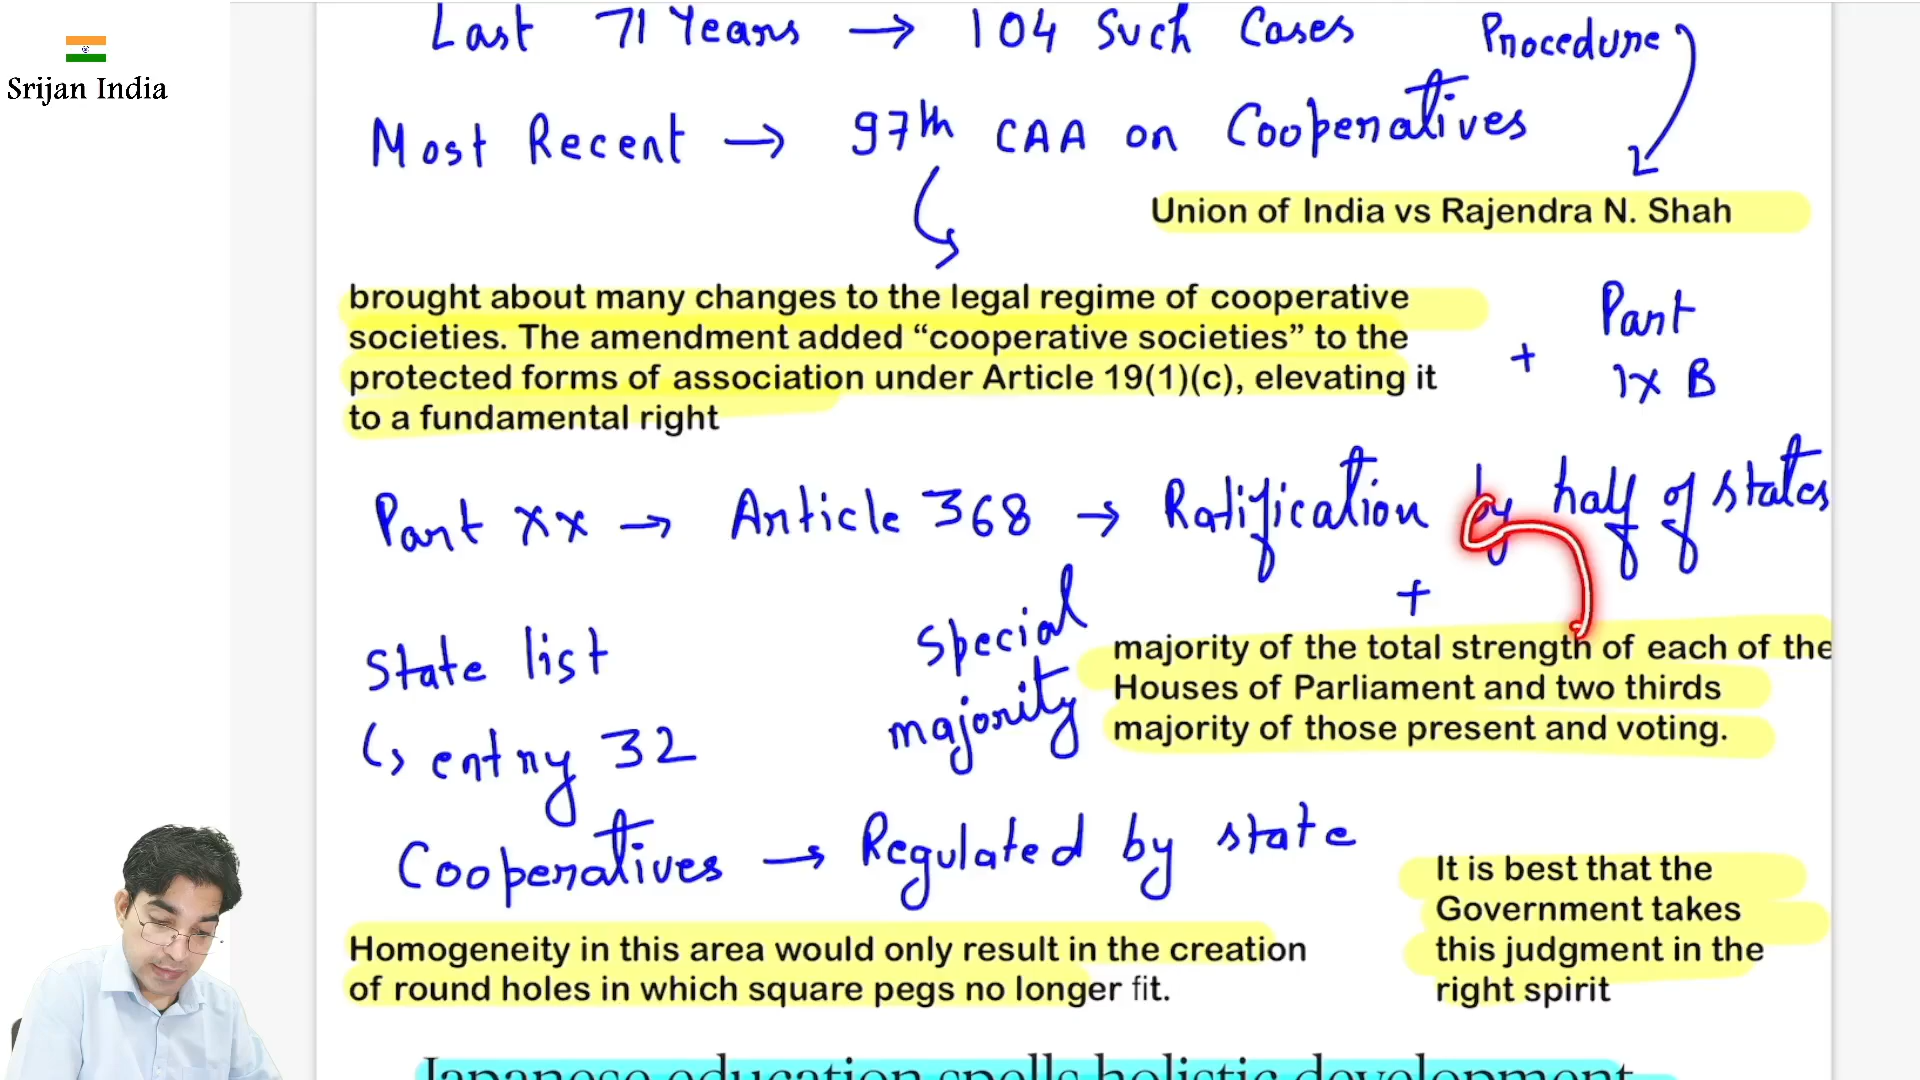 Last 71 Years → 104 Such Cases Procedure
Srijan India
Most Recent → 97th CAA on Cooperatives
Union of India vs Rajendra N. Shah
brought about many changes to the legal regime of cooperative
societies. The amendment added “cooperative societies” to the
protected forms of association under Article 19(1)(c), elevating it
to a fundamental right
+ Part
IX B
Part XX → Article 368 → Ratification by half of states
+
State list
special
majority
majority of the total strength of each of the
Houses of Parliament and two thirds
majority of those present and voting.
↳ entry 32
Cooperatives → Regulated by state
It is best that the
Government takes
this judgment in the
right spirit
Homogeneity in this area would only result in the creation
of round holes in which square pegs no longer fit.
Japanese education spells holistic development